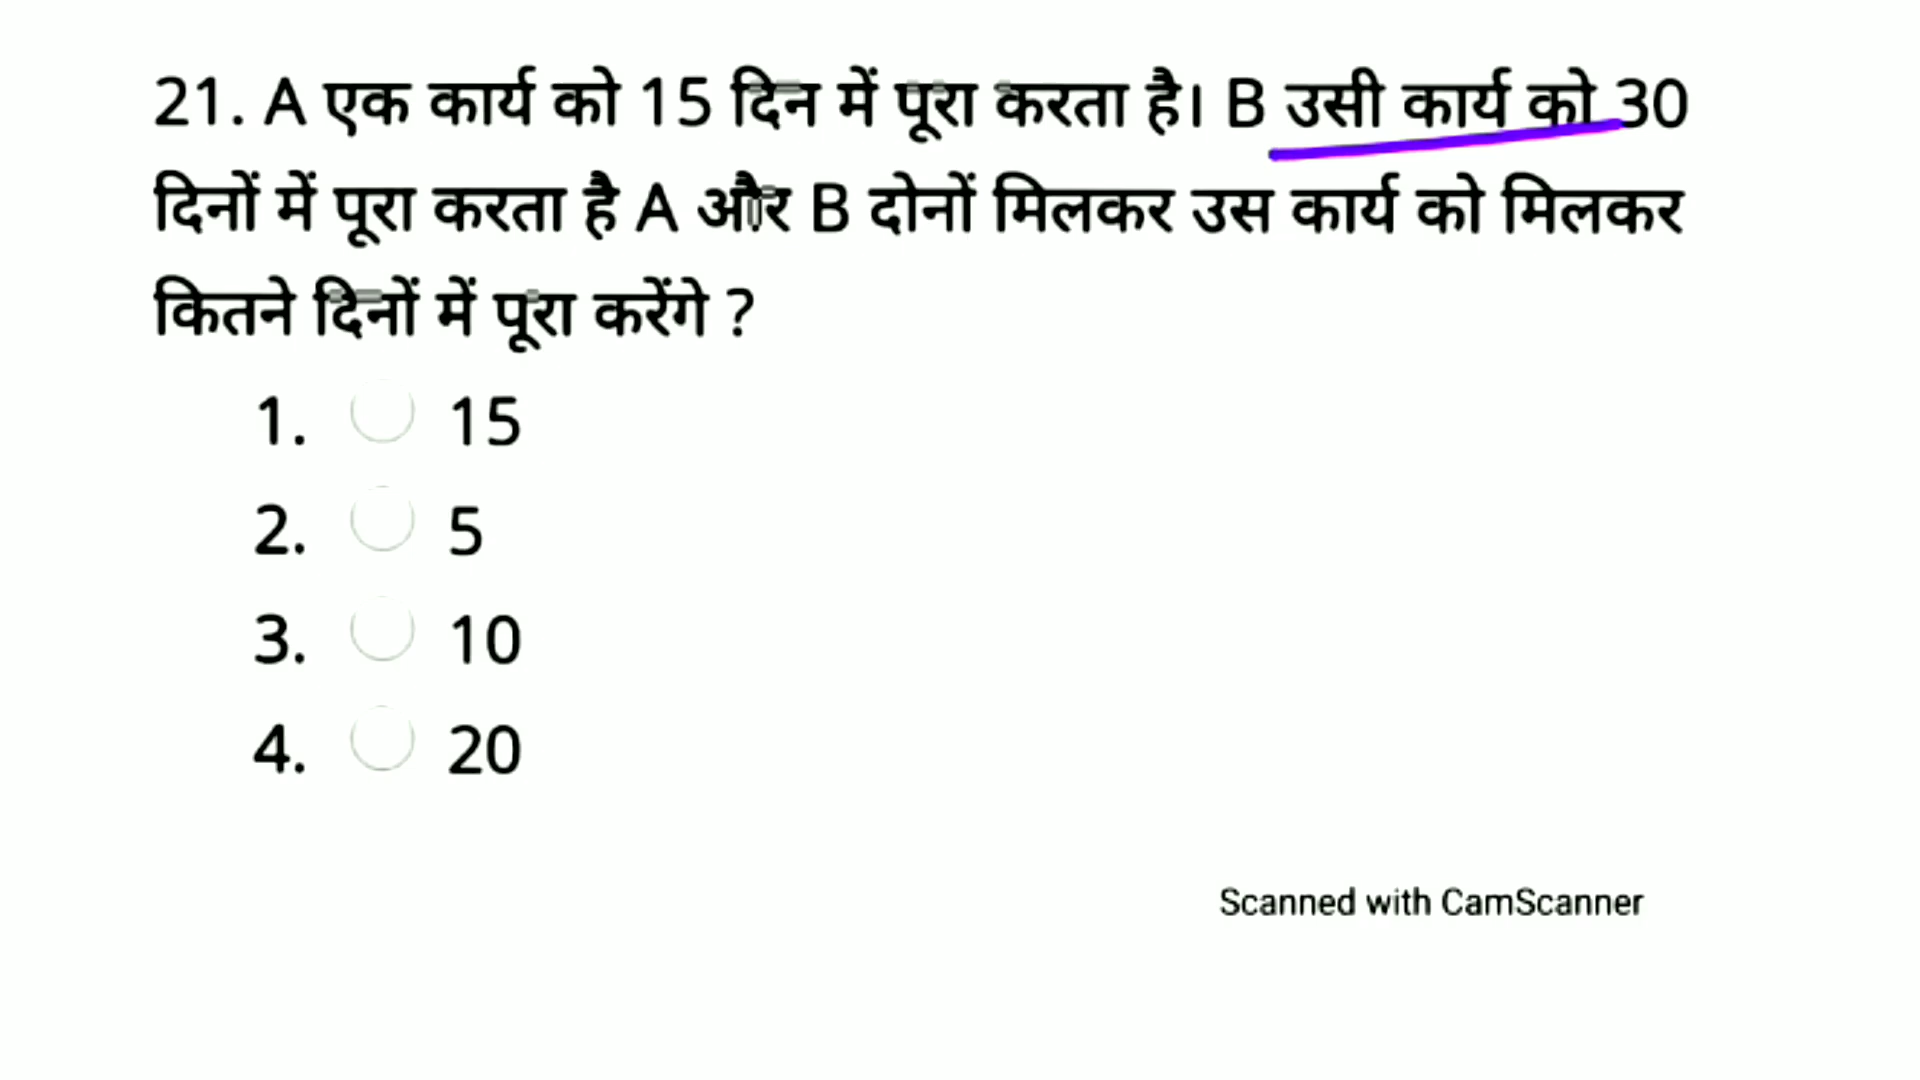 21. A एक कार्य को 15 दिन में पूरा करता है। B उसी कार्य को 30
दिनों में पूरा करता है A और B दोनों मिलकर उस कार्य को मिलकर
कितने दिनों में पूरा करेंगे ?
1. 15
2. 5
3. 10
4. 20
Scanned with CamScanner